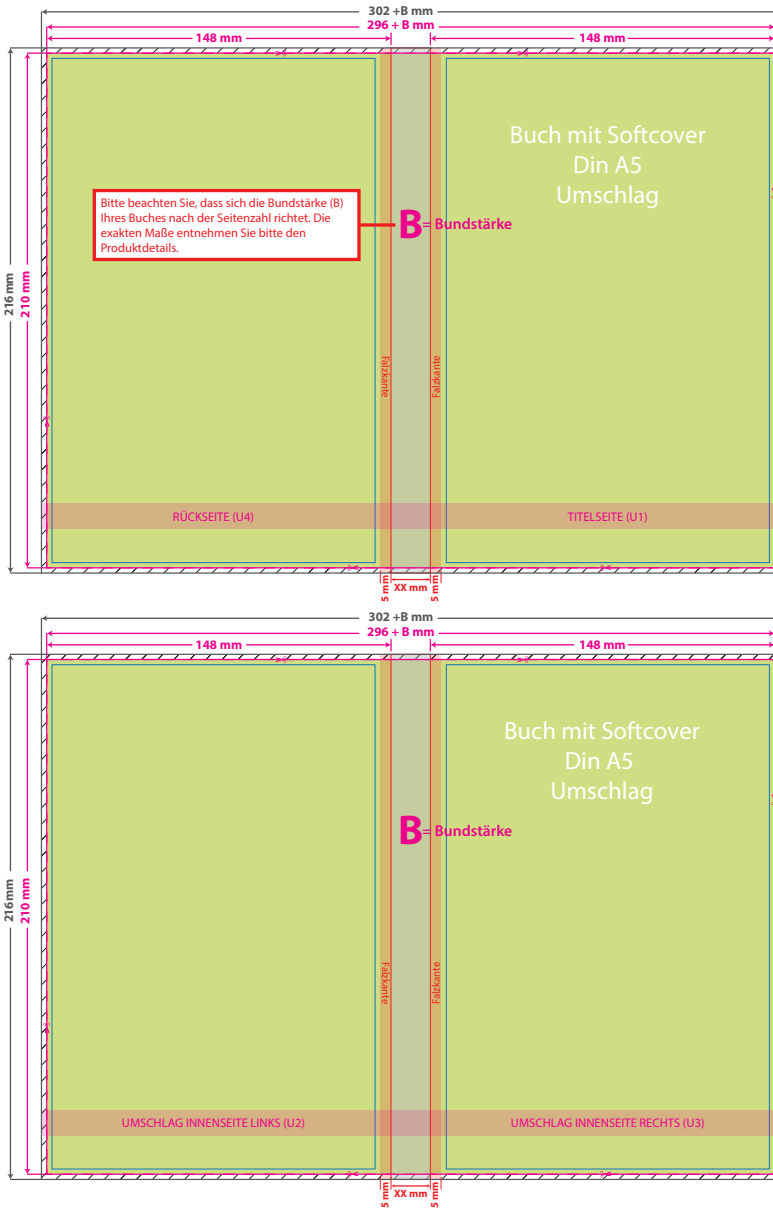 302 +B mm
296 + B mm
148 mm
148 mm
216 mm
210 mm
Buch mit Softcover
Din A5
Umschlag
Bitte beachten Sie, dass sich die Bundstärke (B)
Ihres Buches nach der Seitenzahl richtet. Die
exakten Maße entnehmen Sie bitte den
Produktdetails.
B = Bundstärke
Falzkante
Falzkante
RÜCKSEITE (U4)
TITELSEITE (U1)
5 mm
XX mm
5 mm
302 +B mm
296 + B mm
148 mm
148 mm
216 mm
210 mm
Buch mit Softcover
Din A5
Umschlag
B = Bundstärke
Falzkante
Falzkante
UMSCHLAG INNENSEITE LINKS (U2)
UMSCHLAG INNENSEITE RECHTS (U3)
5 mm
XX mm
5 mm